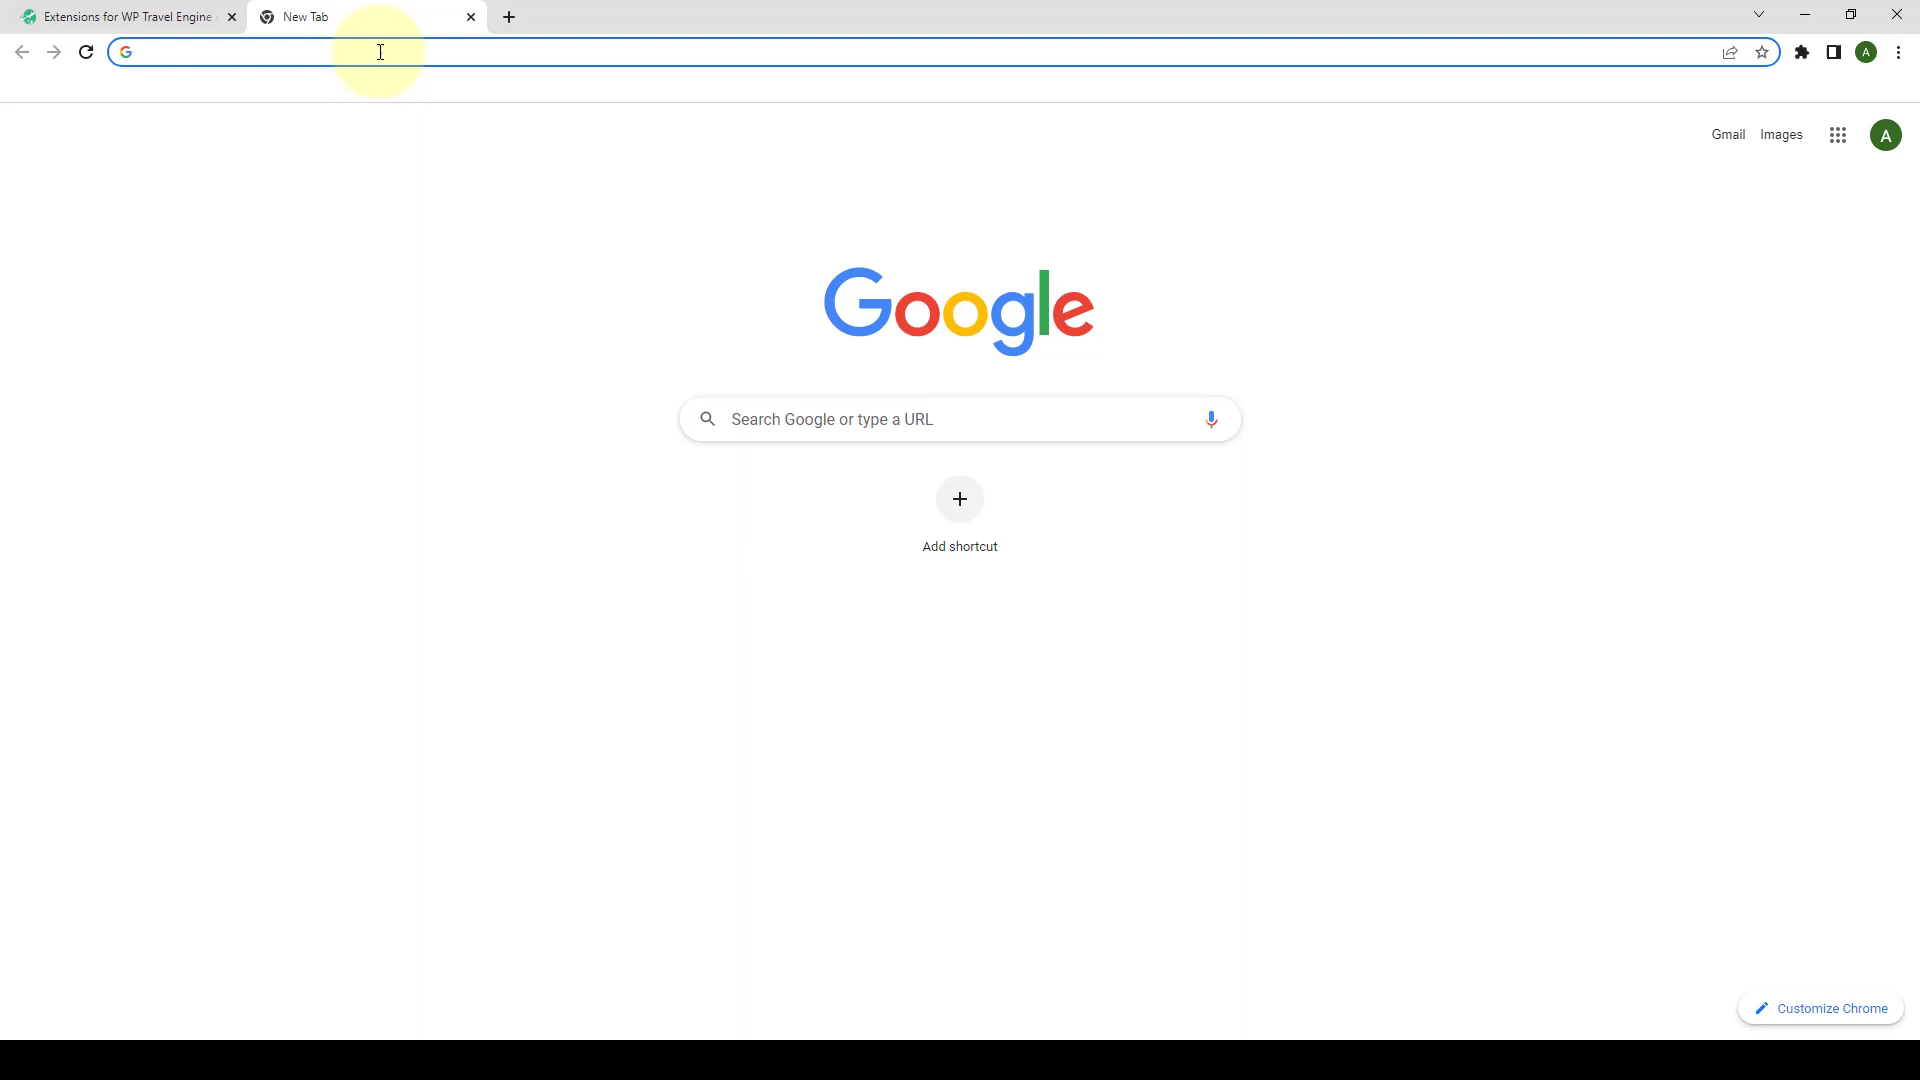 Extensions for WP Travel Engine
New Tab
A
Gmail
Images
A
Google
Search Google or type a URL
Add shortcut
Customize Chrome